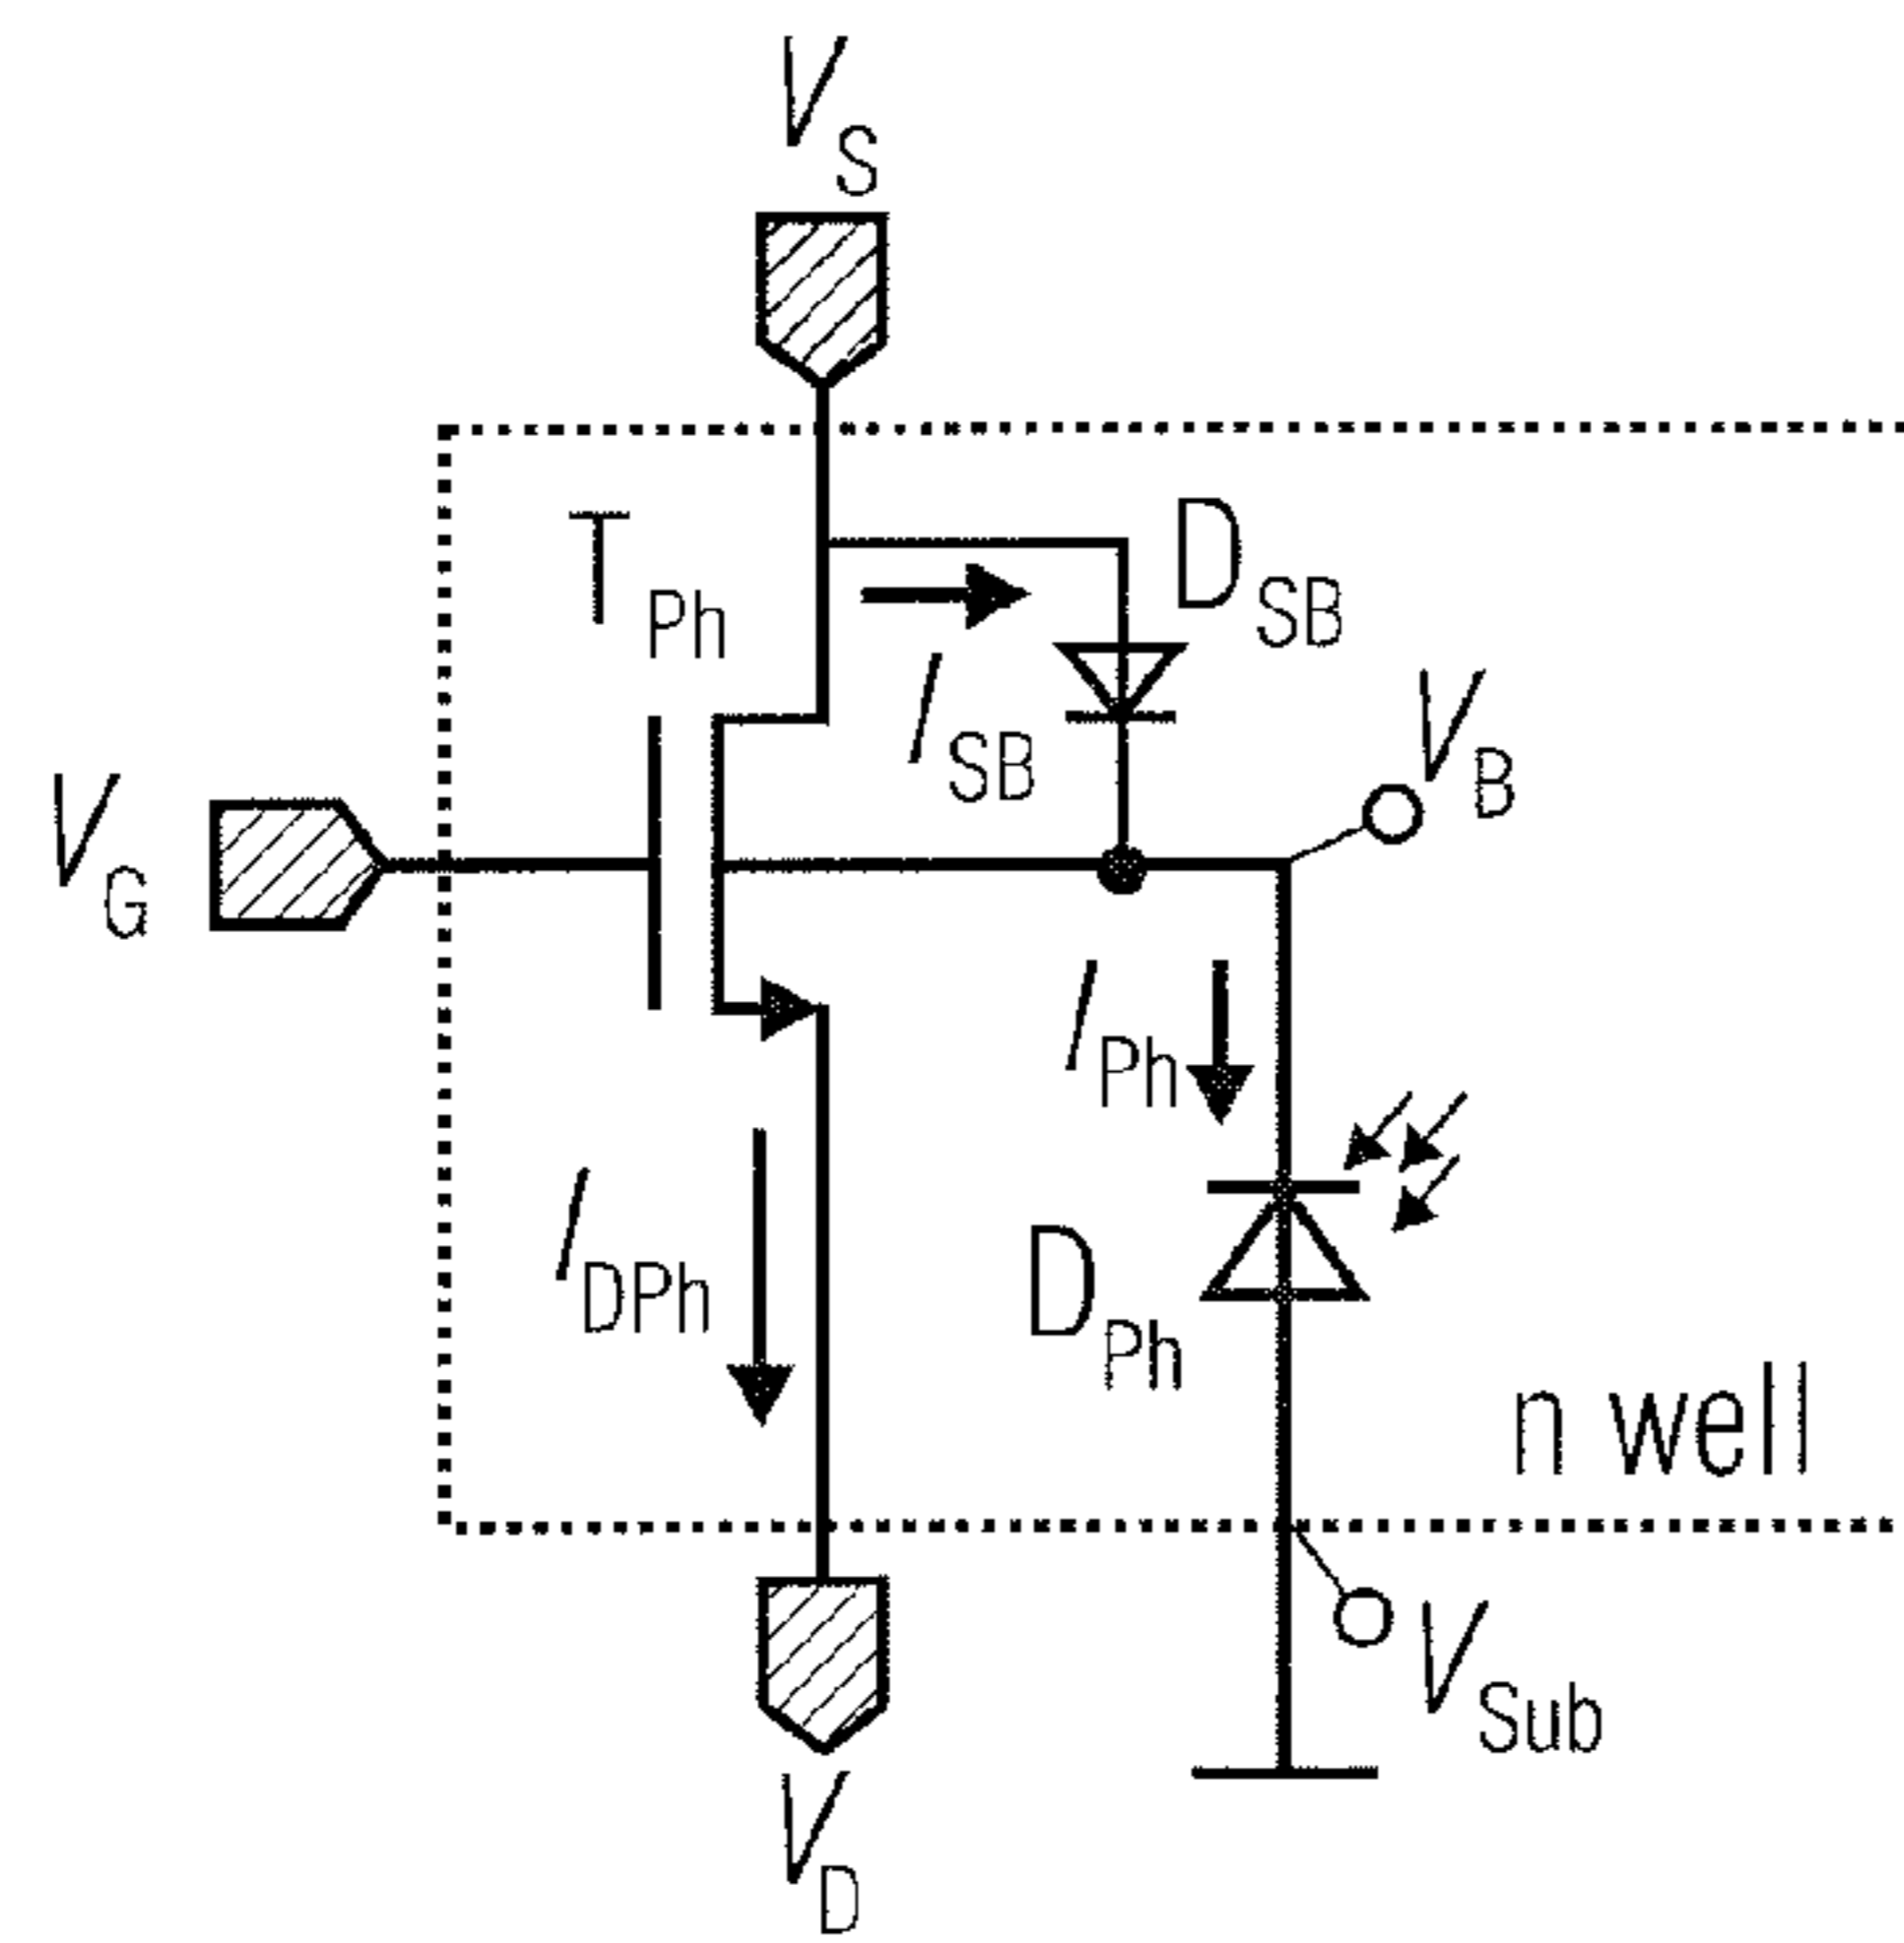 V_S
T_Ph
D_SB
I_SB
V_B
V_G
I_Ph
I_DPh
D_Ph
n well
V_Sub
V_D